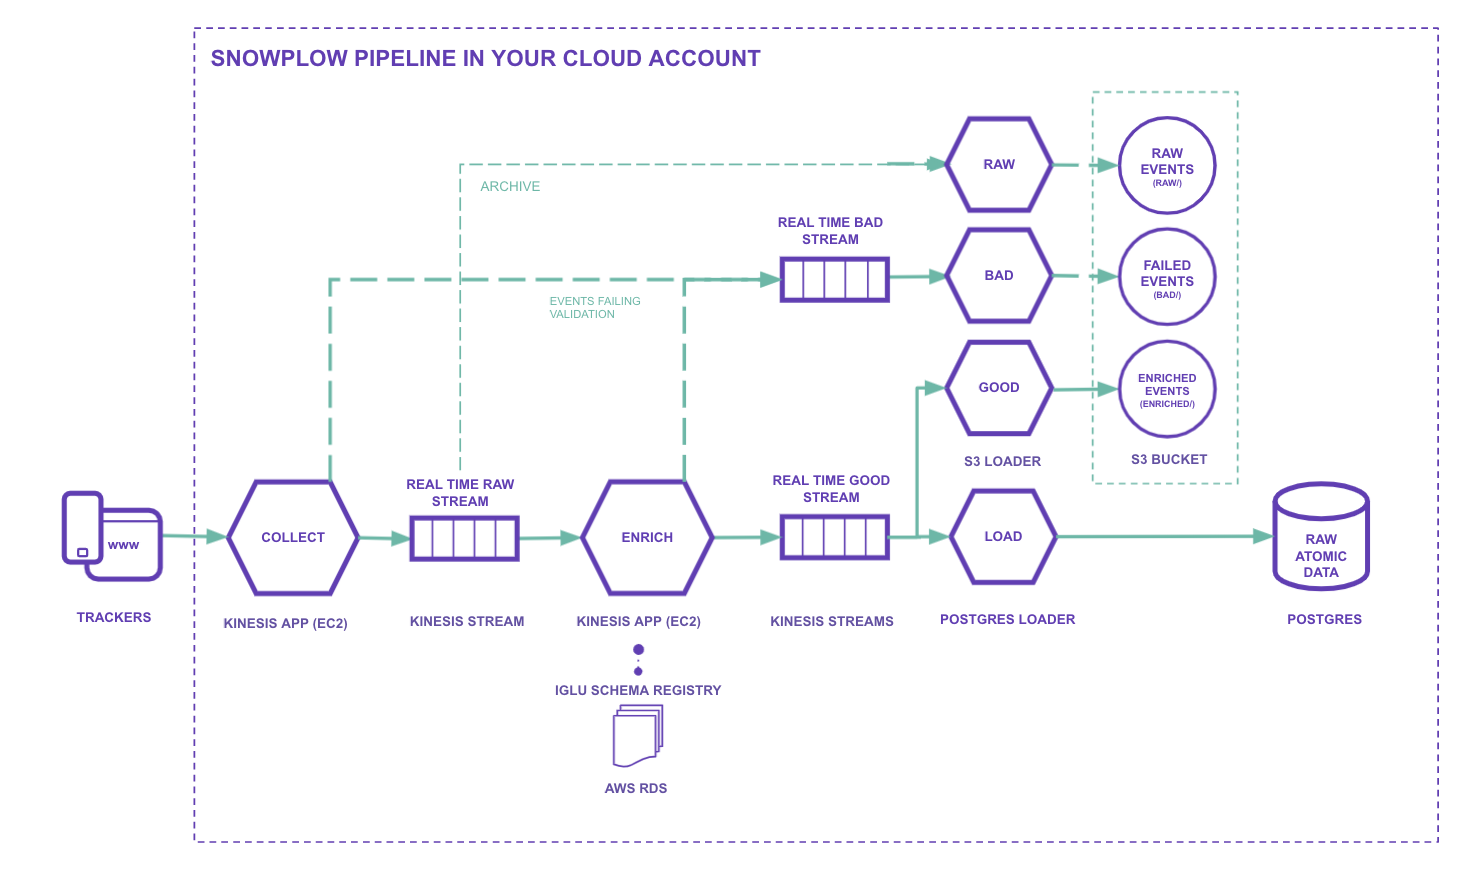 SNOWPLOW PIPELINE IN YOUR CLOUD ACCOUNT
ARCHIVE
RAW
RAW
EVENTS
(RAW/)
REAL TIME BAD
STREAM
BAD
FAILED
EVENTS
(BAD/)
EVENTS FAILING
VALIDATION
GOOD
ENRICHED
EVENTS
(ENRICHED/)
S3 LOADER
S3 BUCKET
www
TRACKERS
COLLECT
KINESIS APP (EC2)
REAL TIME RAW
STREAM
KINESIS STREAM
ENRICH
KINESIS APP (EC2)
REAL TIME GOOD
STREAM
KINESIS STREAMS
LOAD
POSTGRES LOADER
RAW
ATOMIC
DATA
POSTGRES
IGLU SCHEMA REGISTRY
AWS RDS